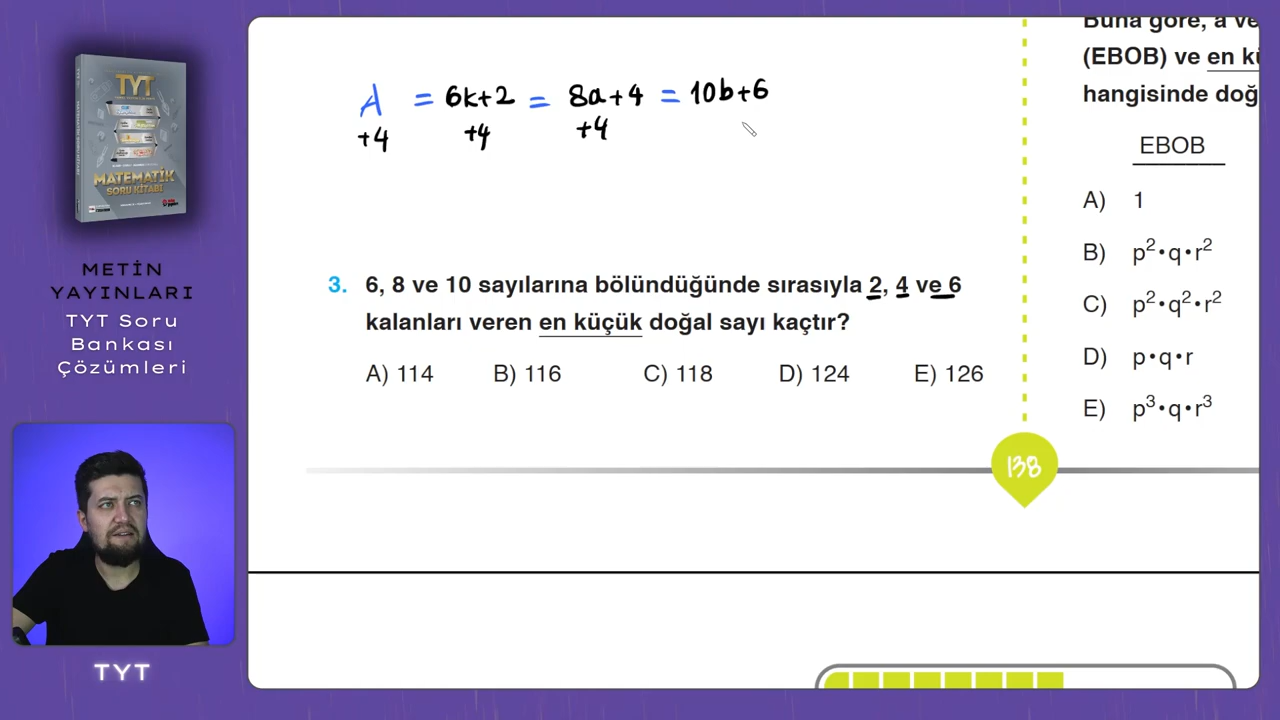 TYT
MATEMATİK
SORU KİTABI
METİN
YAYINLARI
TYT Soru
Bankası
Çözümleri
TYT
A = 6k+2 = 8a+4 = 10b+6
+4 +4 +4
3. 6, 8 ve 10 sayılarına bölündüğünde sırasıyla 2, 4 ve 6
kalanları veren en küçük doğal sayı kaçtır?
A) 114 B) 116 C) 118 D) 124 E) 126
138
Buna göre, a ve
(EBOB) ve en kü
hangisinde doğ
EBOB
A) 1
B) p²•q•r²
C) p²•q²•r²
D) p•q•r
E) p³•q•r³